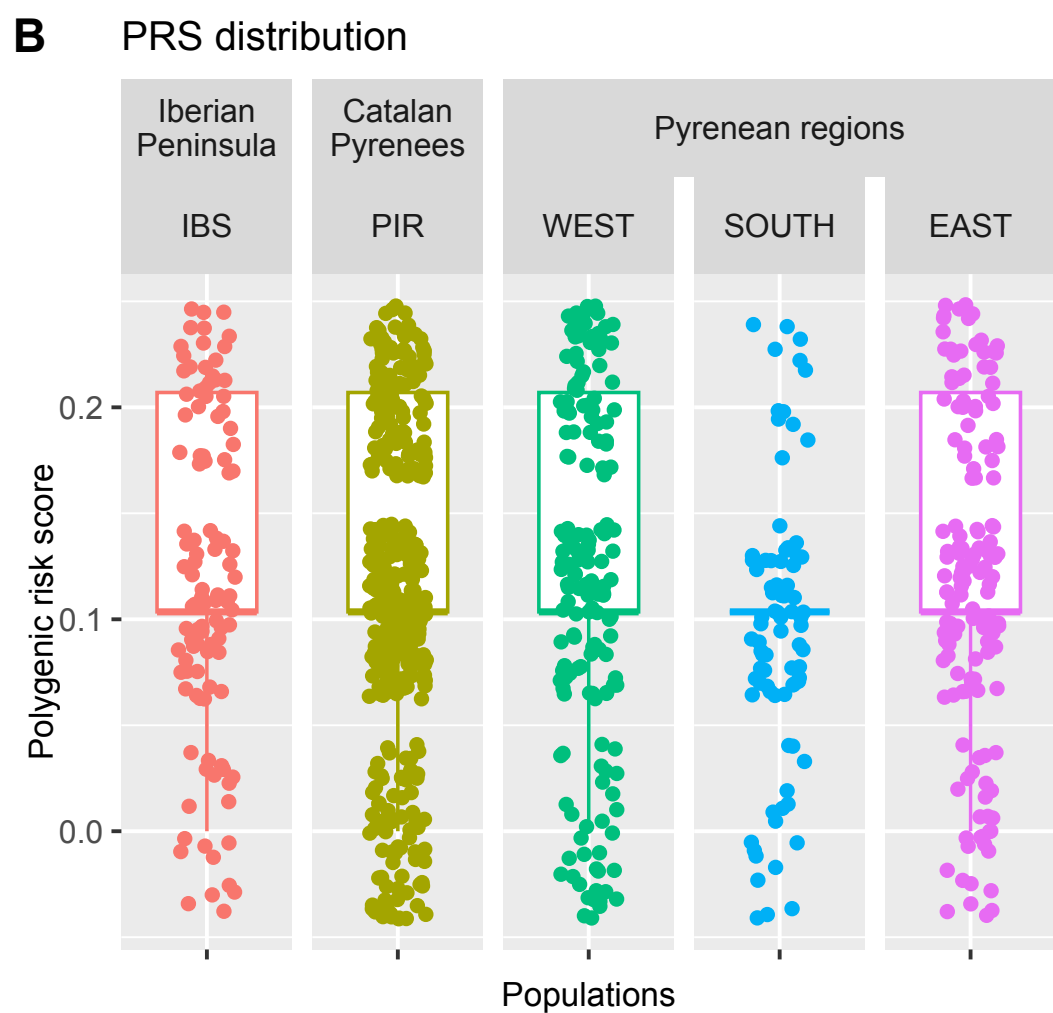 B PRS distribution
Iberian
Peninsula
Catalan
Pyrenees
Pyrenean regions
IBS
PIR
WEST
SOUTH
EAST
Polygenic risk score
0.2
0.1
0.0
Populations